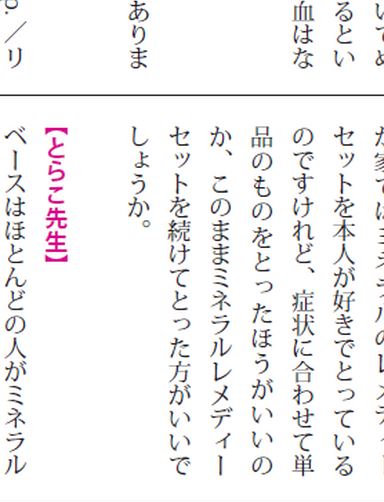 るとい
血はな
ありま
／リ
が家ではミネラルのレメディー
セットを本人が好きでとっている
のですけれど、症状に合わせて単
品のものをとったほうがいいの
か、このままミネラルレメディー
セットを続けてとった方がいいで
しょうか。
【とらこ先生】
ベースはほとんどの人がミネラル